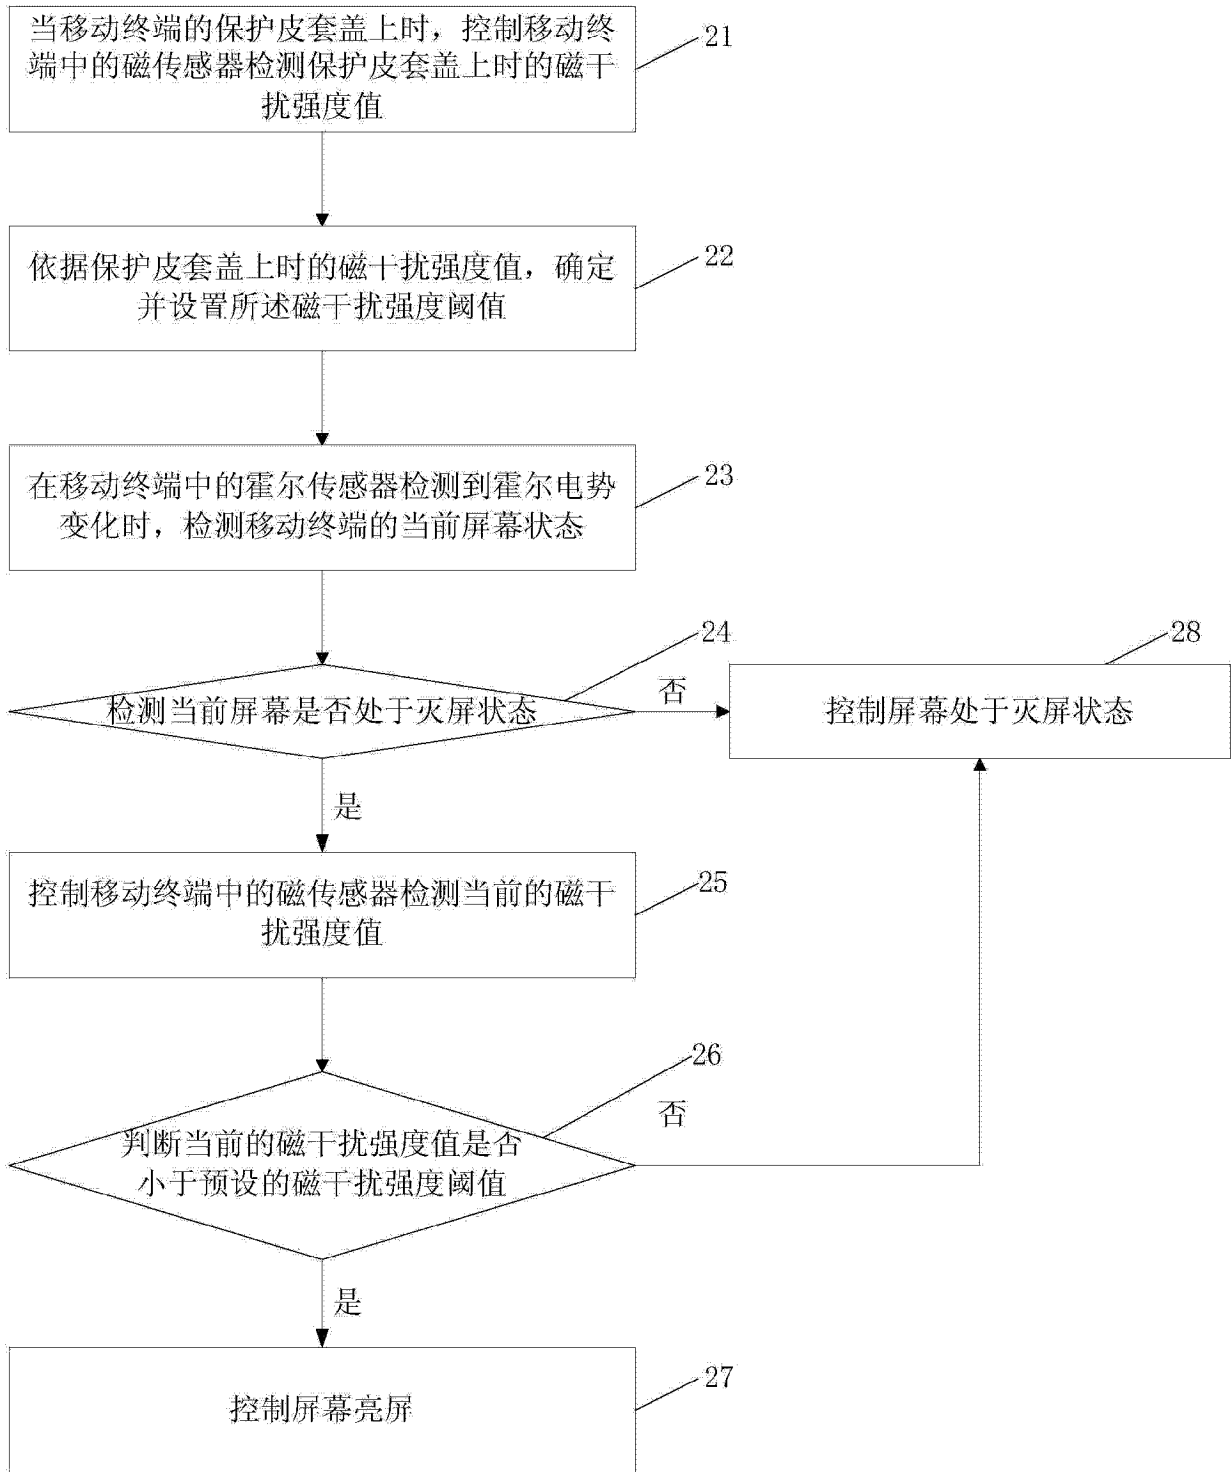 当移动终端的保护皮套盖上时，控制移动终
端中的磁传感器检测保护皮套盖上时的磁干
扰强度值
21
依据保护皮套盖上时的磁干扰强度值，确定
并设置所述磁干扰强度阈值
22
在移动终端中的霍尔传感器检测到霍尔电势
变化时，检测移动终端的当前屏幕状态
23
24
检测当前屏幕是否处于灭屏状态
否
28
控制屏幕处于灭屏状态
是
控制移动终端中的磁传感器检测当前的磁干
扰强度值
25
26
判断当前的磁干扰强度值是否
小于预设的磁干扰强度阈值
否
是
控制屏幕亮屏
27